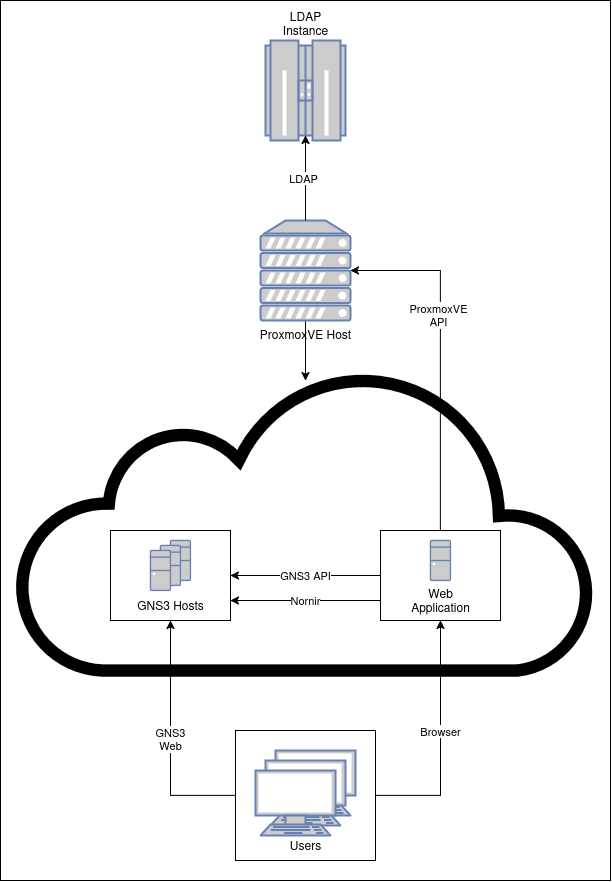 LDAP
Instance
LDAP
ProxmoxVE Host
ProxmoxVE
API
GNS3 Hosts
GNS3 API
Nornir
Web
Application
GNS3
Web
Browser
Users